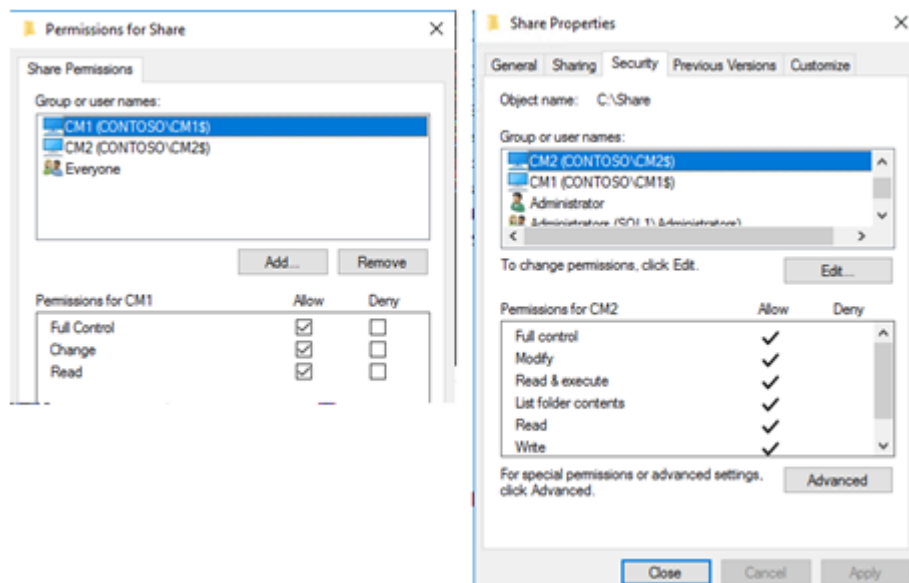 Permissions for Share
Share Permissions
Group or user names:
CM1 (CONTOSO\CM1$)
CM2 (CONTOSO\CM2$)
Everyone
Add...
Remove
Permissions for CM1 Allow Deny
Full Control
Change
Read
Share Properties
General Sharing Security Previous Versions Customize
Object name: C:\Share
Group or user names:
CM2 (CONTOSO\CM2$)
CM1 (CONTOSO\CM1$)
Administrator
Administrators (SQL1\Administrators)
To change permissions, click Edit.
Edit...
Permissions for CM2 Allow Deny
Full control
Modify
Read & execute
List folder contents
Read
Write
For special permissions or advanced settings,
click Advanced.
Advanced
Close Cancel Apply